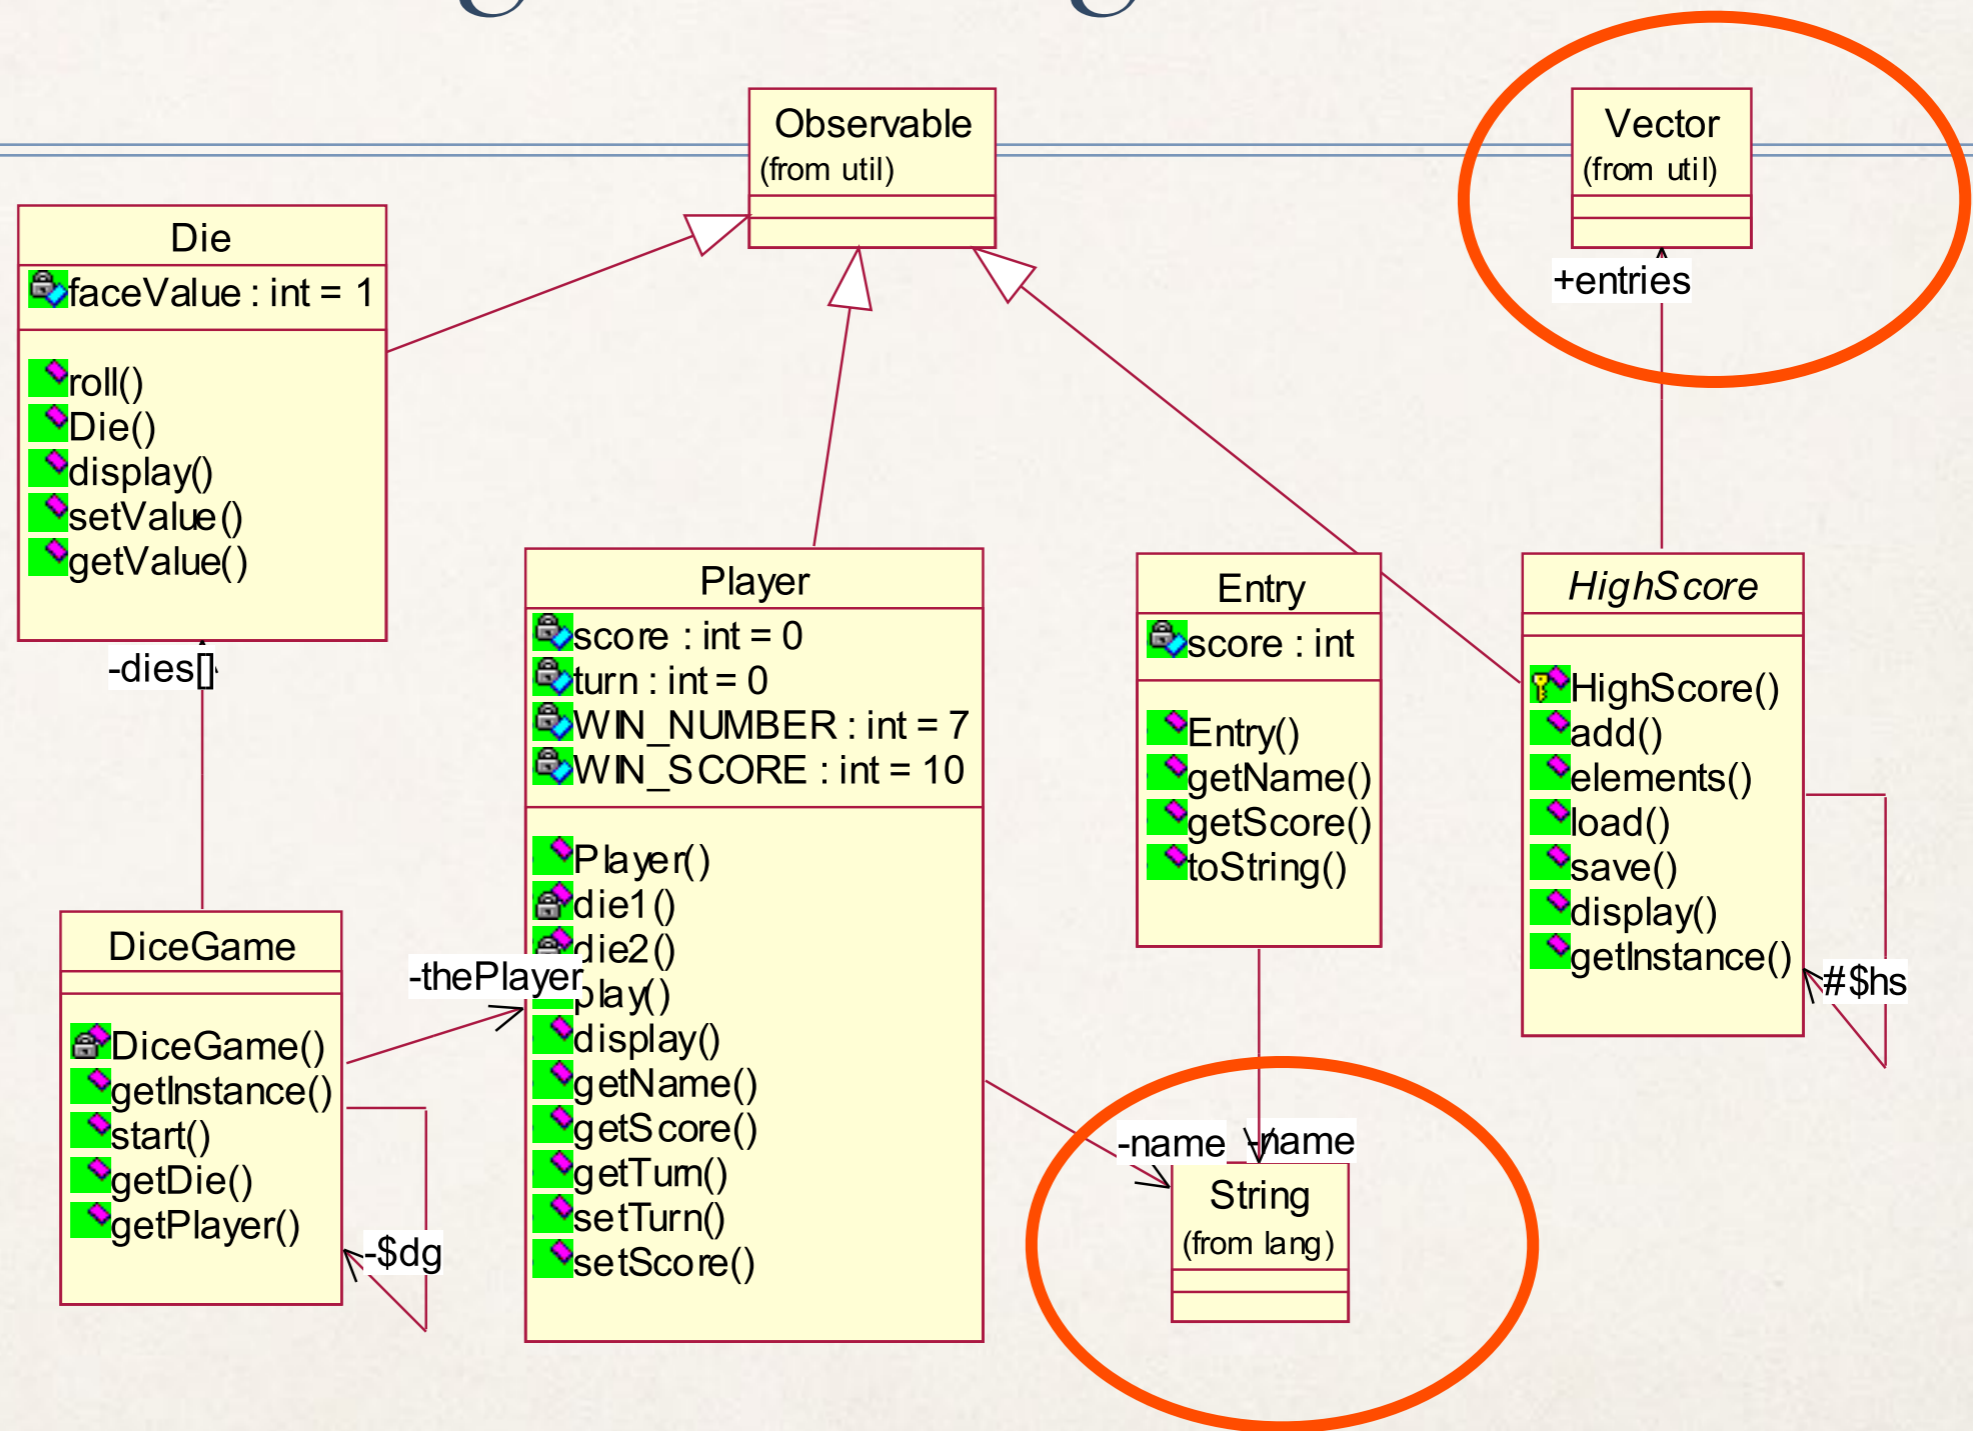 Observable
(from util)
Vector
(from util)
+entries
Die
faceValue : int = 1
roll()
Die()
display()
setValue()
getValue()
-dies[]
Player
score : int = 0
turn : int = 0
WIN_NUMBER : int = 7
WIN_SCORE : int = 10
Player()
die1()
die2()
play()
display()
getName()
getScore()
getTurn()
setTurn()
setScore()
Entry
score : int
Entry()
getName()
getScore()
toString()
HighScore
HighScore()
add()
elements()
load()
save()
display()
getInstance()
#$hs
DiceGame
DiceGame()
getInstance()
start()
getDie()
getPlayer()
-$dg
-thePlayer
-name
-name
String
(from lang)